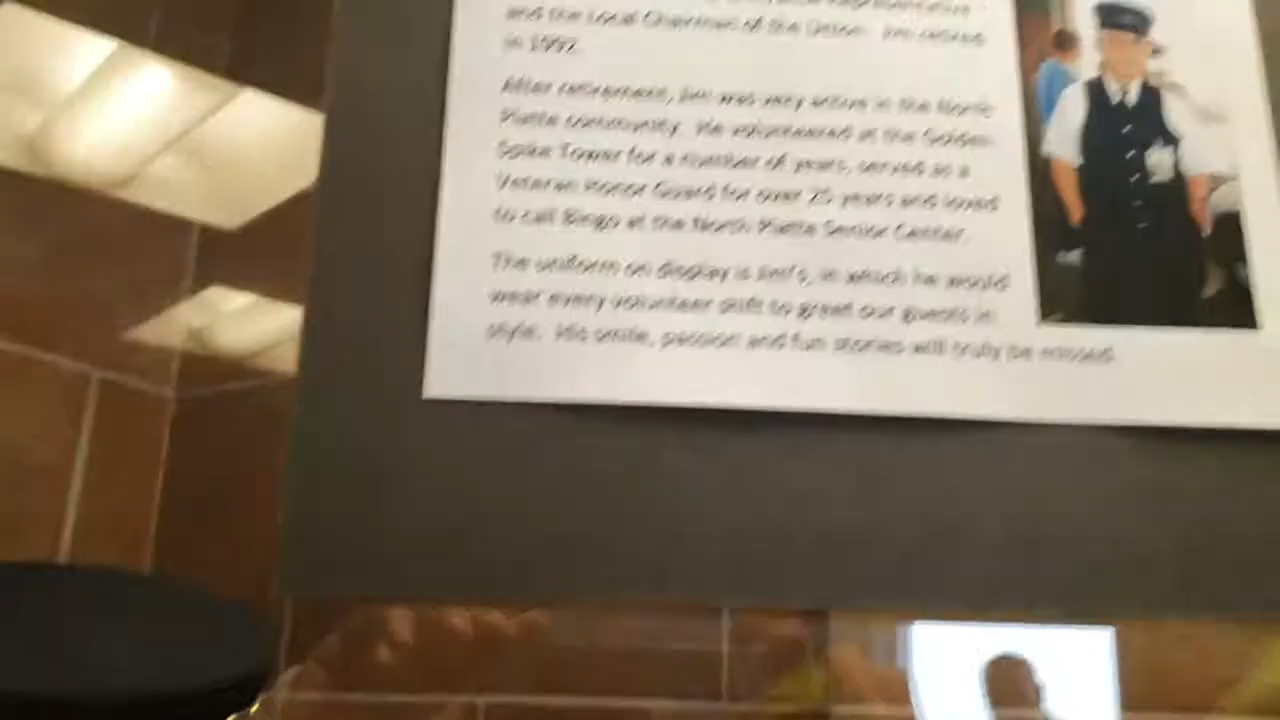 and the Local Chairman of the Union. He retired
in 1992.
After retirement, he was very active in the North
Platte community. He volunteered at the Golden
Spike Tower for a number of years, served as a
Veteran Honor Guard for over 25 years and loved
to call Bingo at the North Platte Senior Center.
The uniform on display is, in which he would
wear every volunteer shift to greet our guests in
style. His smile, passion and fun stories will truly be missed.